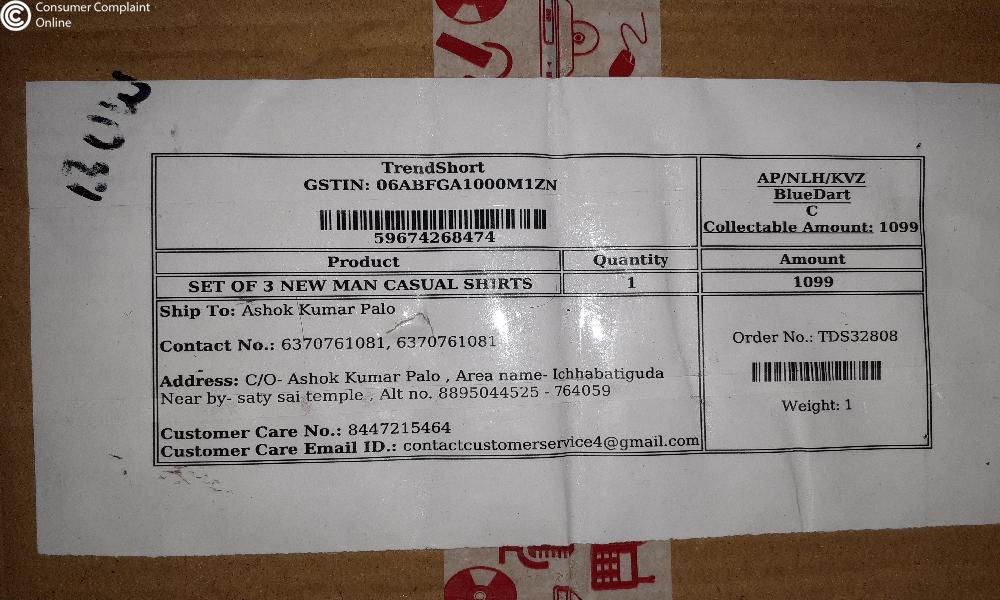 Consumer Complaint
Online
TrendShort
GSTIN: 06ABFGA1000M1ZN
59674268474
AP/NLH/KVZ
BlueDart
C
Collectable Amount: 1099
Product Quantity Amount
SET OF 3 NEW MAN CASUAL SHIRTS 1 1099
Ship To: Ashok Kumar Palo
Contact No.: 6370761081, 6370761081
Address: C/O- Ashok Kumar Palo , Area name- Ichhabatiguda
Near by- saty sai temple , Alt no. 8895044525 - 764059
Customer Care No.: 8447215464
Customer Care Email ID.: contactcustomerservice4@gmail.com
Order No.: TDS32808
Weight: 1